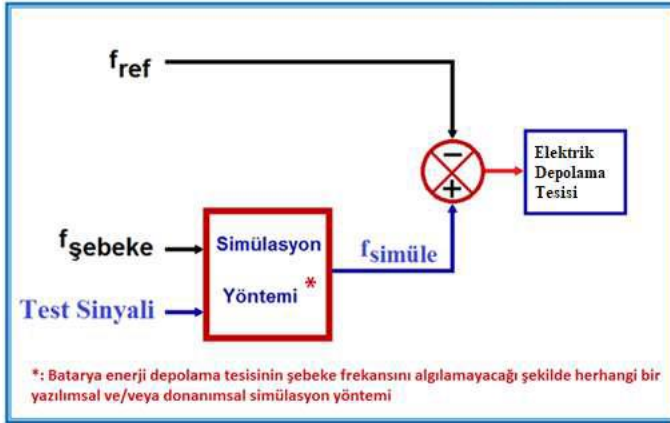 fref
−
Elektrik
Depolama
Tesisi
+
fşebeke
Simülasyon
Yöntemi *
fsimüle
Test Sinyali
*: Batarya enerji depolama tesisinin şebeke frekansını algılamayacağı şekilde herhangi bir
yazılımsal ve/veya donanımsal simülasyon yöntemi